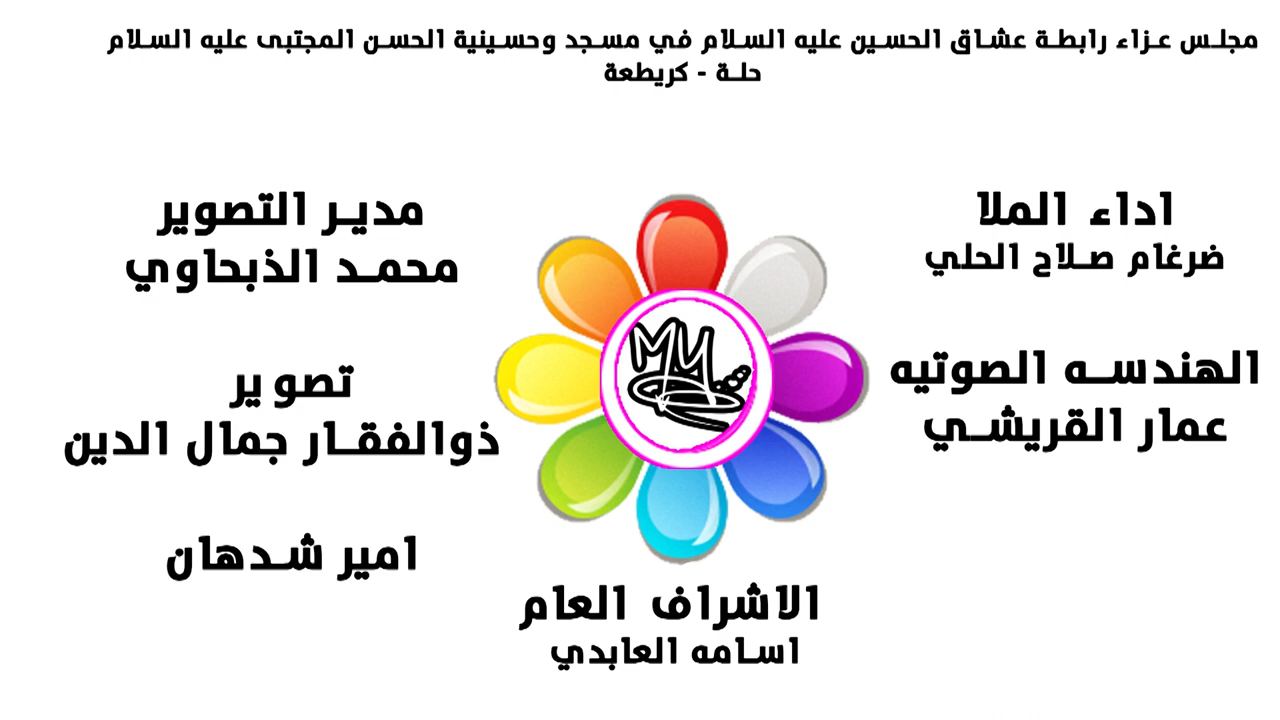 مجلس عزاء رابطة عشاق الحسين عليه السلام في مسجد وحسينية الحسن المجتبى عليه السلام
حلة - كريطعة
اداء الملا
ضرغام صلاح الحلي
الهندسه الصوتيه
عمار القريشي
مدير التصوير
محمد الذبحاوي
تصوير
ذوالفقار جمال الدين
امير شدهان
MM
الاشراف العام
اسامه العابدي